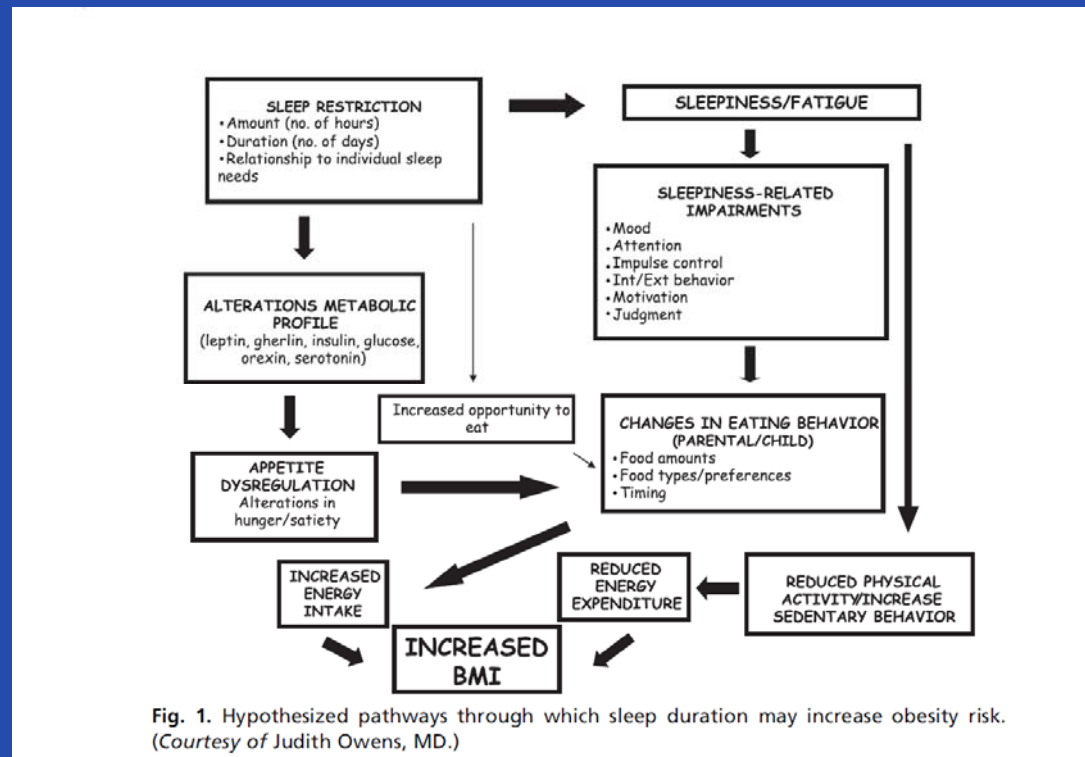 SLEEP RESTRICTION
•Amount (no. of hours)
•Duration (no. of days)
•Relationship to individual sleep
needs
SLEEPINESS/FATIGUE
SLEEPINESS-RELATED
IMPAIRMENTS
•Mood
•Attention
•Impulse control
•Int/Ext behavior
•Motivation
•Judgment
ALTERATIONS METABOLIC
PROFILE
(leptin, gherlin, insulin, glucose,
orexin, serotonin)
Increased opportunity to
eat
CHANGES IN EATING BEHAVIOR
(PARENTAL/CHILD)
•Food amounts
•Food types/preferences
•Timing
APPETITE
DYSREGULATION
Alterations in
hunger/satiety
INCREASED
ENERGY
INTAKE
REDUCED
ENERGY
EXPENDITURE
REDUCED PHYSICAL
ACTIVITY/INCREASE
SEDENTARY BEHAVIOR
INCREASED
BMI
Fig. 1. Hypothesized pathways through which sleep duration may increase obesity risk.
(Courtesy of Judith Owens, MD.)